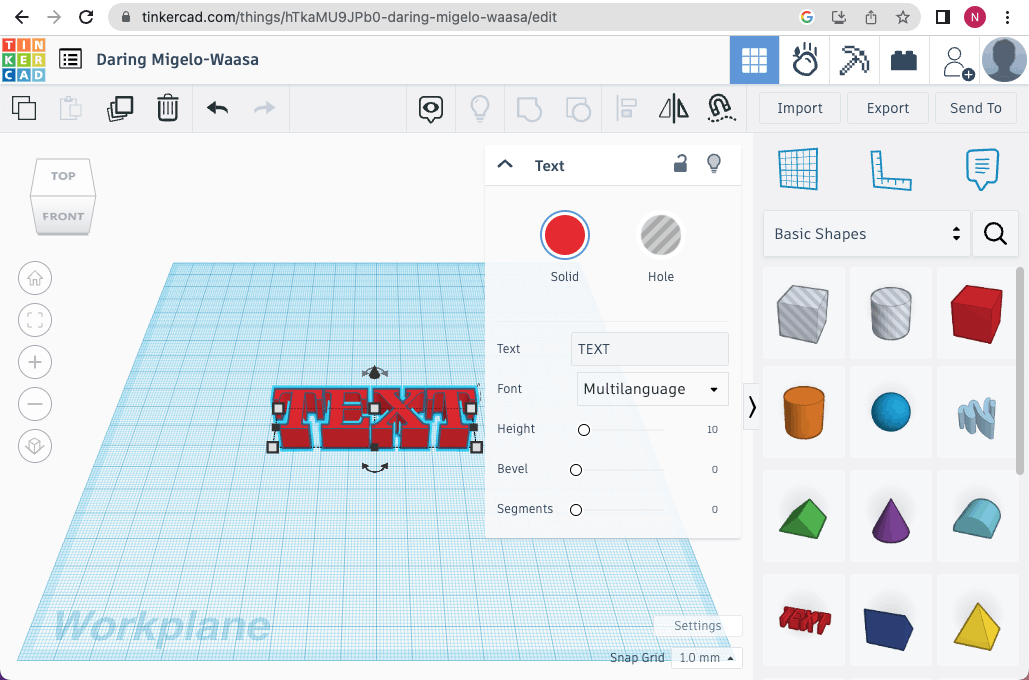 tinkercad.com/things/hTkaMU9JPb0-daring-migelo-waasa/edit
N
TIN
KER
CAD
Daring Migelo-Waasa
Import
Export
Send To
TOP
FRONT
Text
Solid
Hole
Text
TEXT
Font
Multilanguage
Height
10
Bevel
0
Segments
0
Basic Shapes
TEXT
TEXT
Workplane
Settings
Snap Grid
1.0 mm